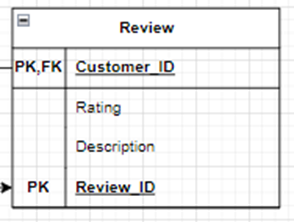 Review
PK,FK Customer_ID
Rating
Description
PK Review_ID